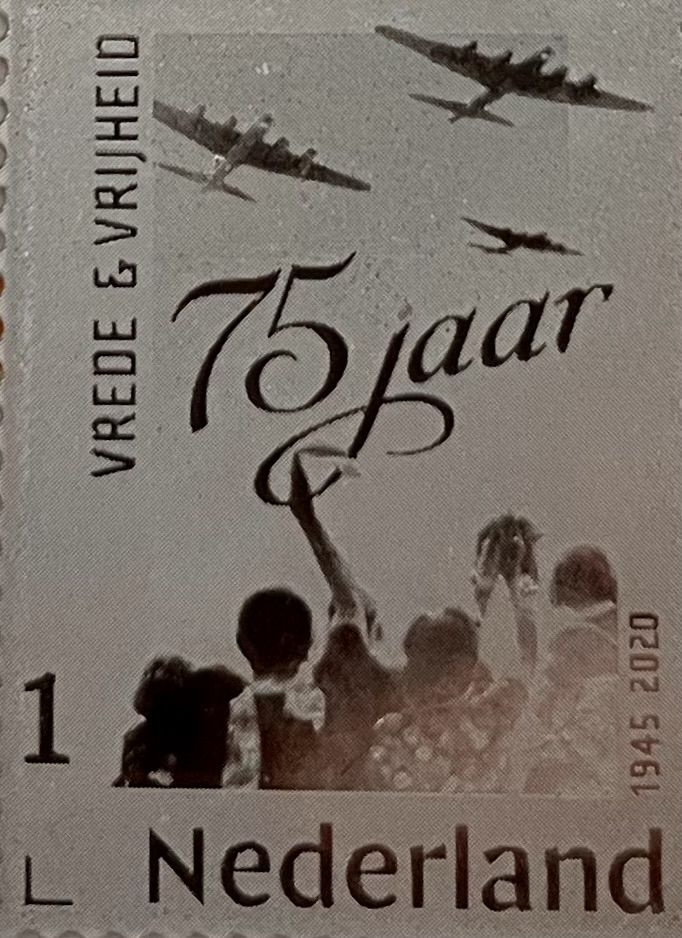 VREDE & VRIJHEID
75 jaar
1945 2020
1
Nederland